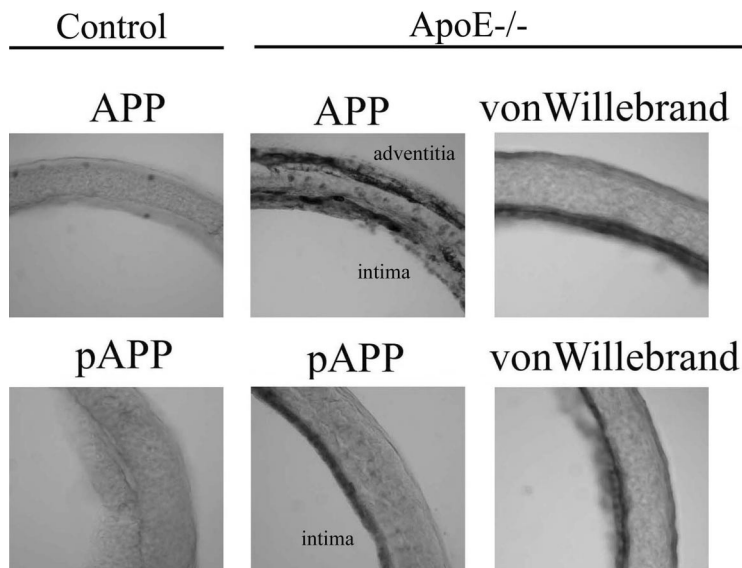 Control
ApoE-/-
APP
APP
vonWillebrand
adventitia
intima
pAPP
pAPP
vonWillebrand
intima